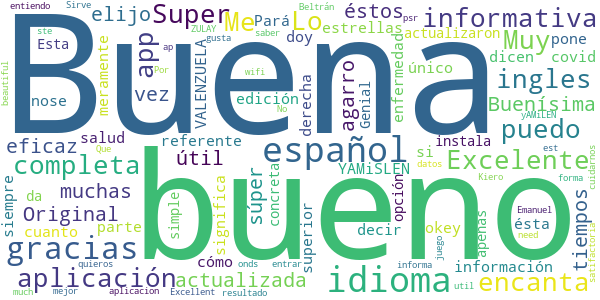 entiendo
Sirve
Beltrán
elijo
Super
Me
Lo
Pará
éstos
informativa
ste
ZULAY
gusta
psr
Esta
app
estrellas
actualizaron
doy
saber
Muy
pone
Buena
meramente
VALENZUELA
ap
Por
wifi
No
dicen
covid
único
beautiful
nose
vez
edición
derecha
agarro
Genial
enfermedad
ingles
Buenísima
yAMiLEN
eficaz
salud
Que
referente
español
instala
puedo
est
cuidarnos
completa
útil
YAMiSLEN
si
Excelente
datos
siempre
da
muchas
simple
súper
concreta
opción
Kiero
forma
bueno
Original
parte
significa
superior
decir
okey
apenas
Emanuel
ésta
need
tiempos
satisfactoria
cuanto
gracias
cómo
onds
entrar
información
juego
informa
aplicación
actualizada
idioma
encanta
quieros
util
much
mejor
aplicacion
Excellent
resultado